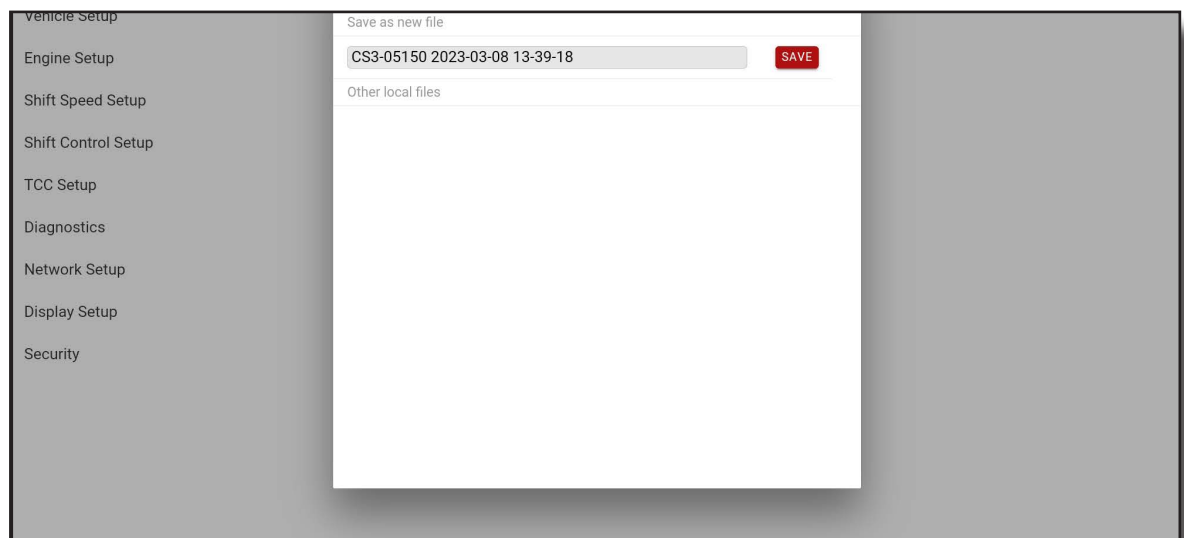 Vehicle Setup
Engine Setup
Shift Speed Setup
Shift Control Setup
TCC Setup
Diagnostics
Network Setup
Display Setup
Security
Save as new file
CS3-05150 2023-03-08 13-39-18
SAVE
Other local files